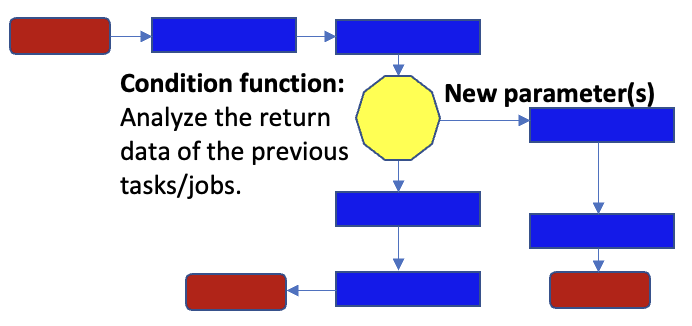 Condition function:
Analyze the return
data of the previous
tasks/jobs.
New parameter(s)